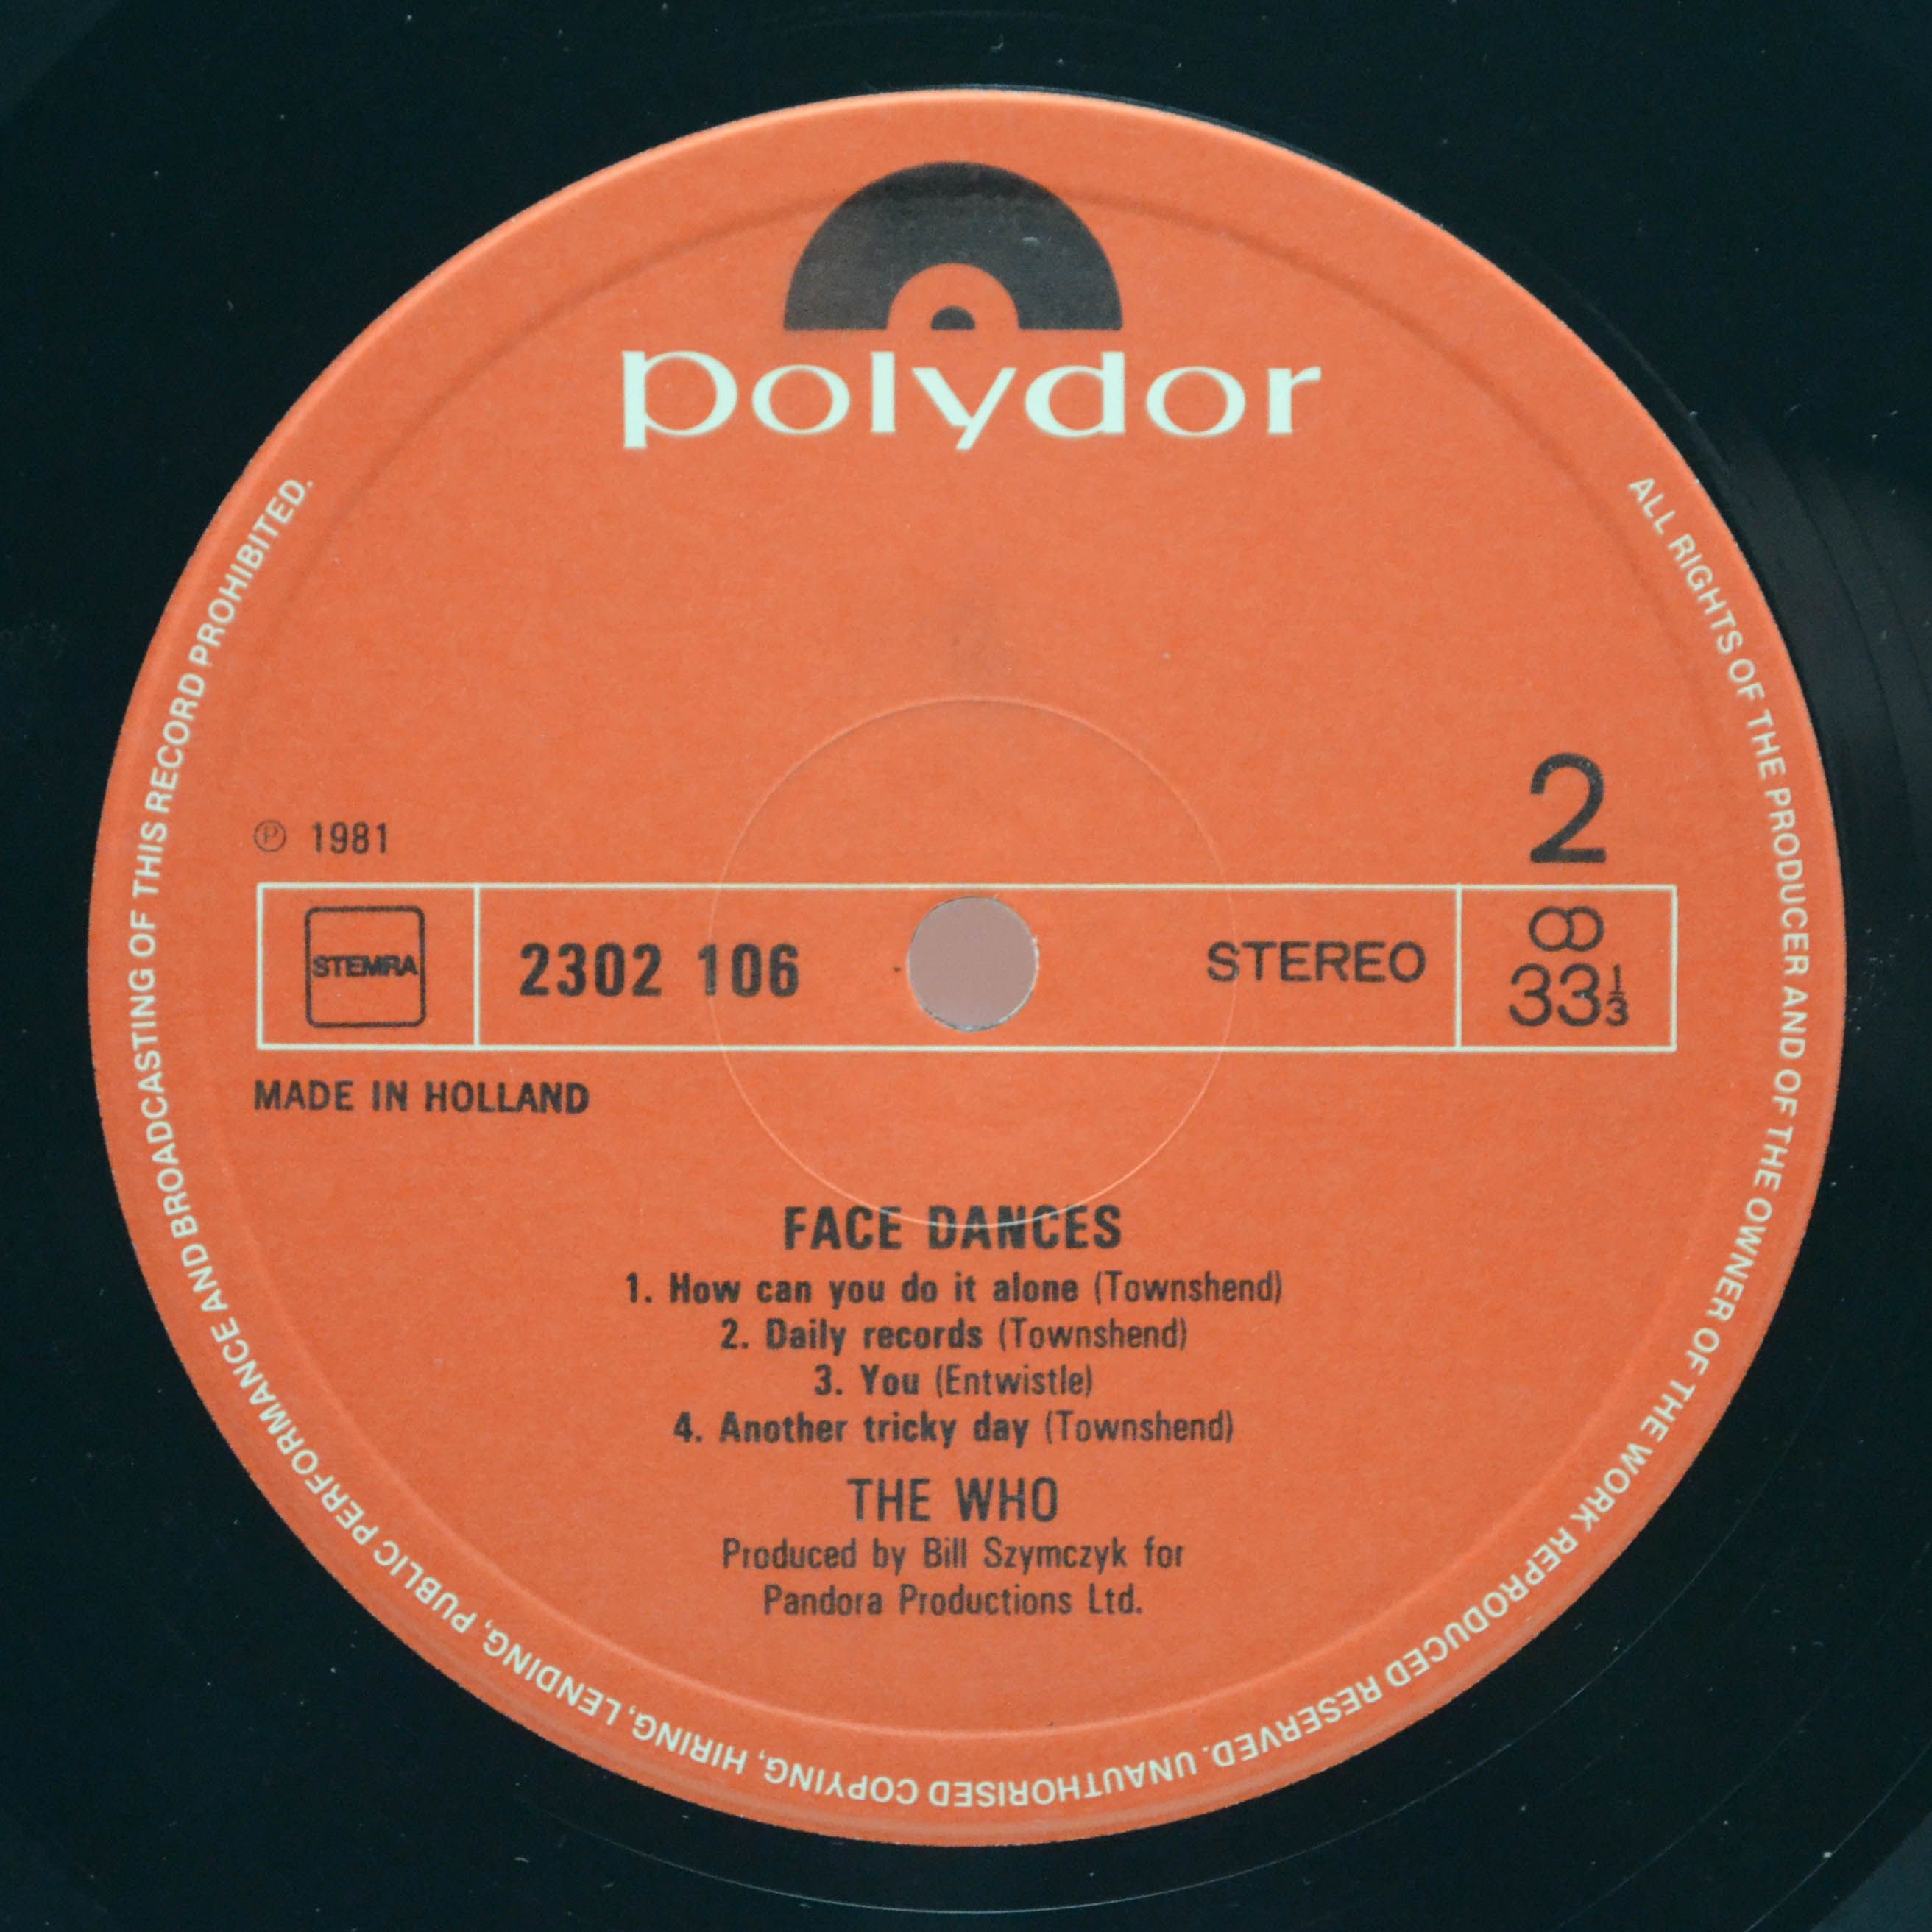 polydor
℗ 1981
2
STEMRA
2302 106
STEREO
33⅓
MADE IN HOLLAND
FACE DANCES
1. How can you do it alone (Townshend)
2. Daily records (Townshend)
3. You (Entwistle)
4. Another tricky day (Townshend)
THE WHO
Produced by Bill Szymczyk for
Pandora Productions Ltd.
ALL RIGHTS OF THE PRODUCER AND OF THE OWNER OF THE WORK REPRODUCED RESERVED. UNAUTHORISED COPYING, HIRING, LENDING, PUBLIC PERFORMANCE AND BROADCASTING OF THIS RECORD PROHIBITED.